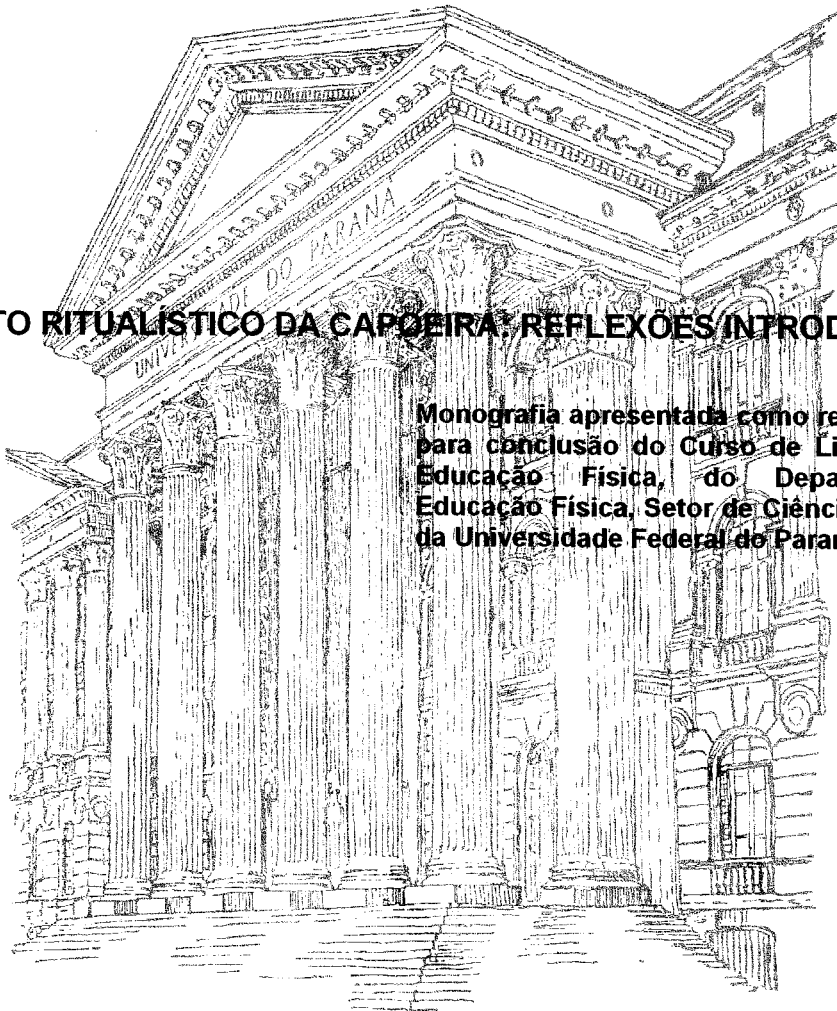 UNIVERSIDADE DO PARANÁ
TO RITUALÍSTICO DA CAPOEIRA: REFLEXÕES INTROD
Monografia apresentada como re
para conclusão do Curso de Li
Educação Física, do Depa
Educação Física, Setor de Ciênci
da Universidade Federal do Paran